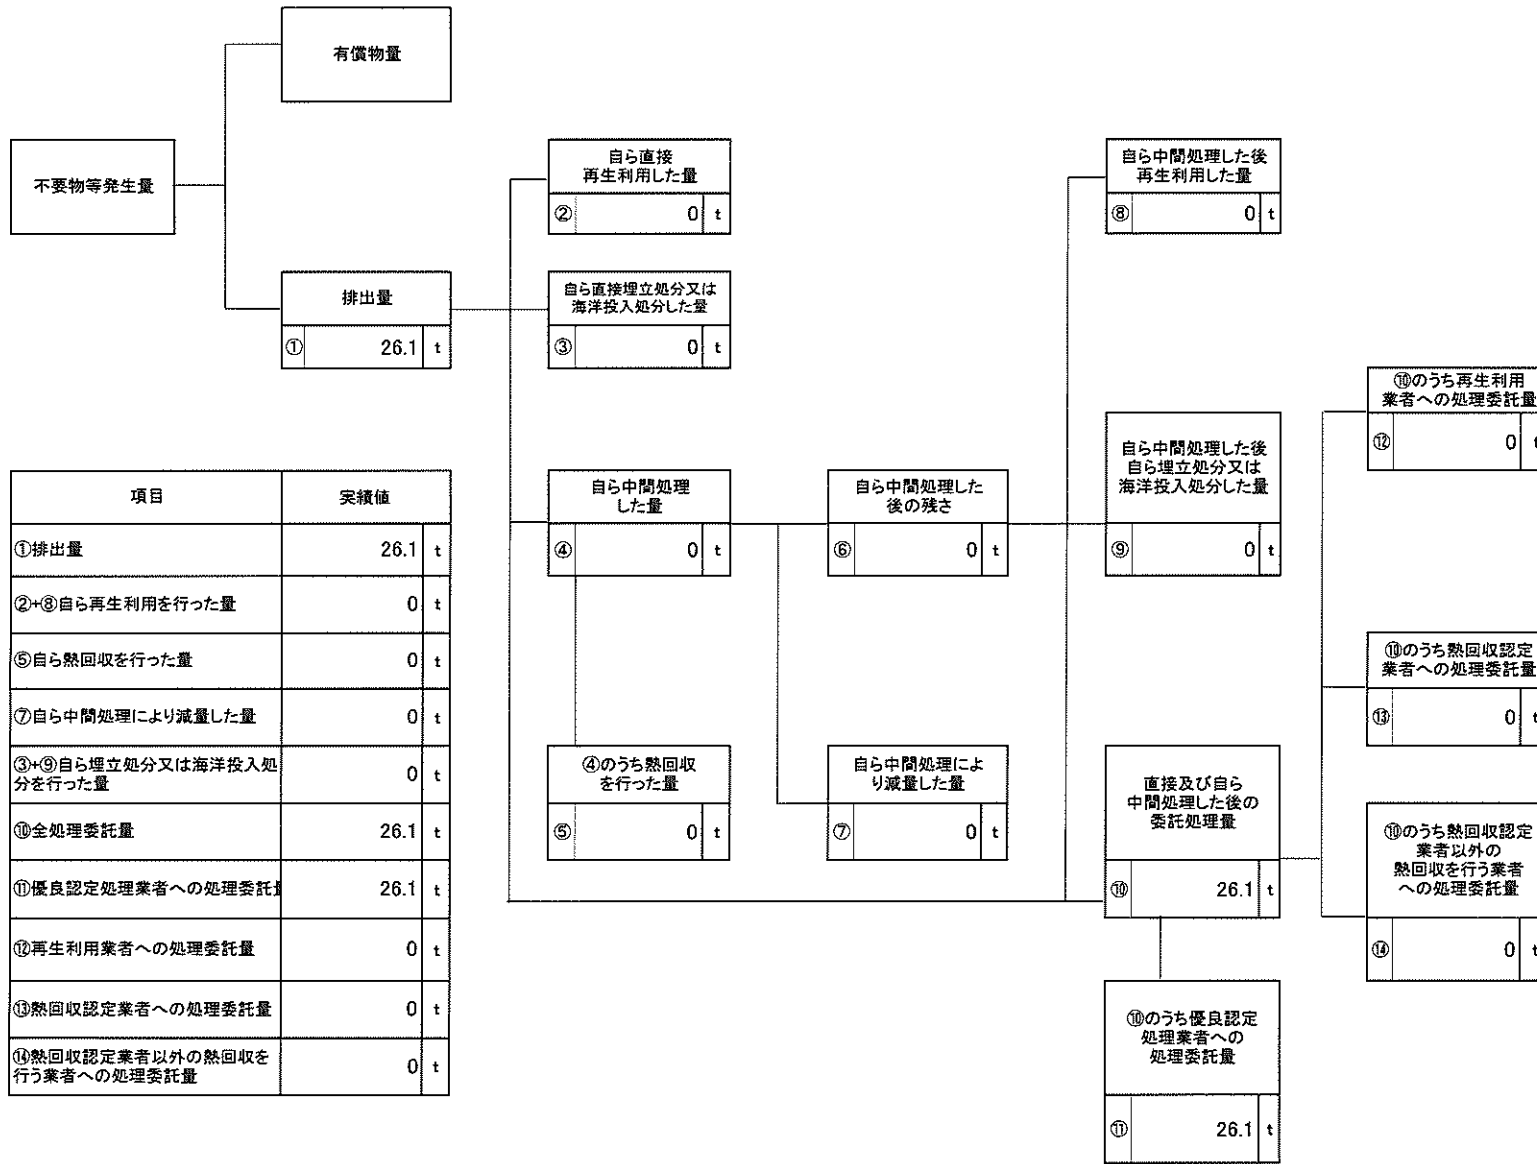 有償物量
不要物等発生量
排出量
① 26.1 t
自ら直接
再生利用した量
② 0 t
自ら直接埋立処分又は
海洋投入処分した量
③ 0 t
自ら中間処理
した量
④ 0 t
④のうち熱回収
を行った量
⑤ 0 t
自ら中間処理した
後の残さ
⑥ 0 t
自ら中間処理によ
り減量した量
⑦ 0 t
自ら中間処理した後
再生利用した量
⑧ 0 t
自ら中間処理した後
自ら埋立処分又は
海洋投入処分した量
⑨ 0 t
直接及び自ら
中間処理した後の
委託処理量
⑩ 26.1 t
⑩のうち優良認定
処理業者への
処理委託量
⑪ 26.1 t
⑩のうち再生利用
業者への処理委託量
⑫ 0 t
⑩のうち熱回収認定
業者への処理委託量
⑬ 0 t
⑩のうち熱回収認定
業者以外の
熱回収を行う業者
への処理委託量
⑭ 0 t
項目 実績値
①排出量 26.1 t
②+⑧自ら再生利用を行った量 0 t
⑤自ら熱回収を行った量 0 t
⑦自ら中間処理により減量した量 0 t
③+⑨自ら埋立処分又は海洋投入処
分を行った量 0 t
⑩全処理委託量 26.1 t
⑪優良認定処理業者への処理委託量 26.1 t
⑫再生利用業者への処理委託量 0 t
⑬熱回収認定業者への処理委託量 0 t
⑭熱回収認定業者以外の熱回収を
行う業者への処理委託量 0 t